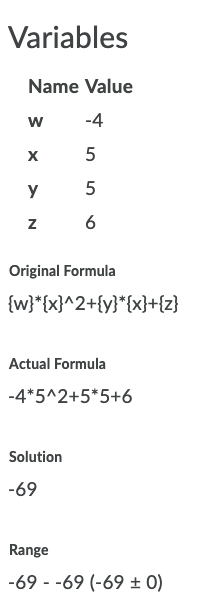 Variables
Name Value
w -4
x 5
y 5
z 6
Original Formula
{w}*{x}^2+{y}*{x}+{z}
Actual Formula
-4*5^2+5*5+6
Solution
-69
Range
-69 - -69 (-69 ± 0)